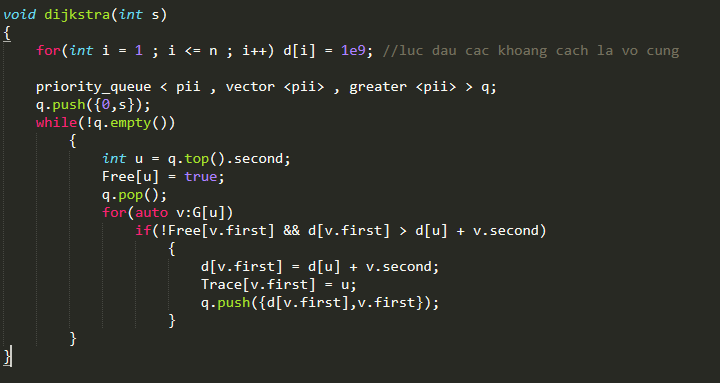 void dijkstra(int s)
{
for(int i = 1 ; i <= n ; i++) d[i] = 1e9; //luc dau cac khoang cach la vo cung
priority_queue < pii , vector <pii> , greater <pii> > q;
q.push({0,s});
while(!q.empty())
{
int u = q.top().second;
Free[u] = true;
q.pop();
for(auto v:G[u])
if(!Free[v.first] && d[v.first] > d[u] + v.second)
{
d[v.first] = d[u] + v.second;
Trace[v.first] = u;
q.push({d[v.first],v.first});
}
}
}